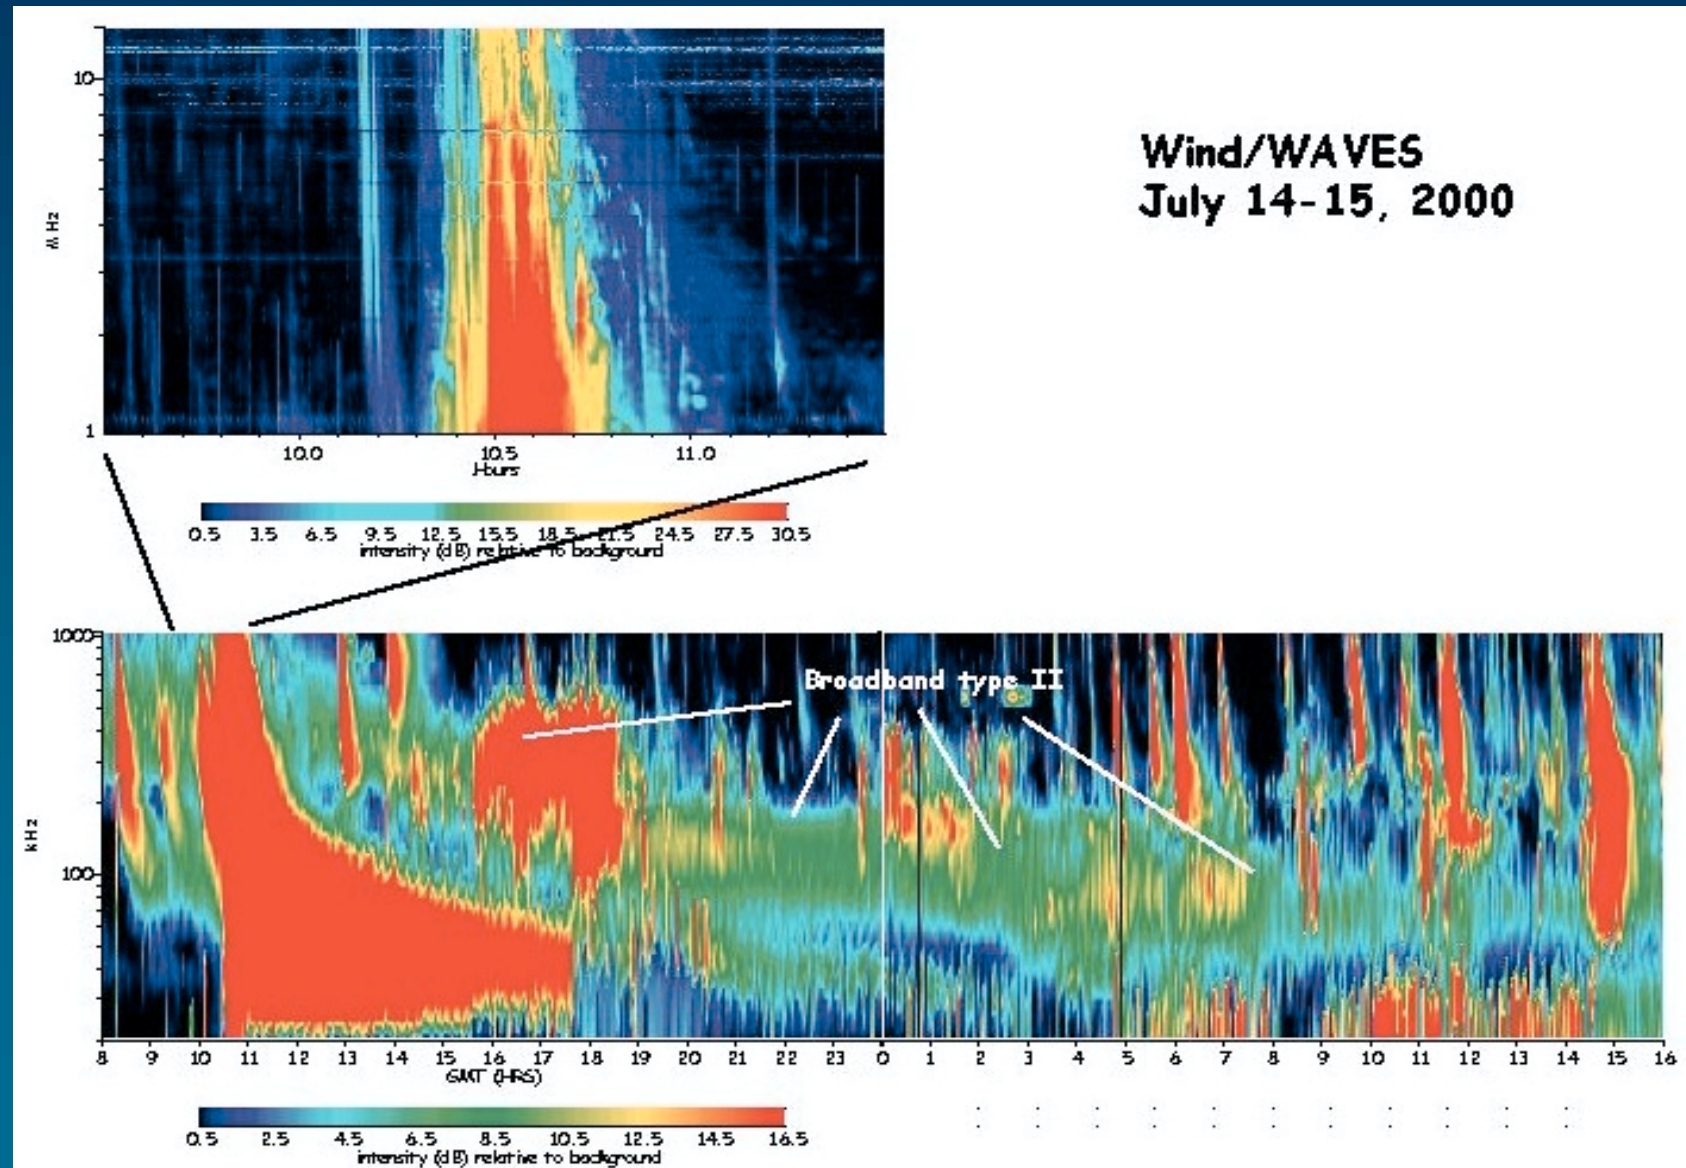 Wind/WAVES
July 14-15, 2000
10
MHz
1
10.0 10.5 11.0
Hours
0.5 3.5 6.5 9.5 12.5 15.5 18.5 21.5 24.5 27.5 30.5
intensity (dB) relative to background
1000
Broadband type II
kHz
100
8 9 10 11 12 13 14 15 16 17 18 19 20 21 22 23 0 1 2 3 4 5 6 7 8 9 10 11 12 13 14 15 16
GMT (HRS)
0.5 2.5 4.5 6.5 8.5 10.5 12.5 14.5 16.5
intensity (dB) relative to background